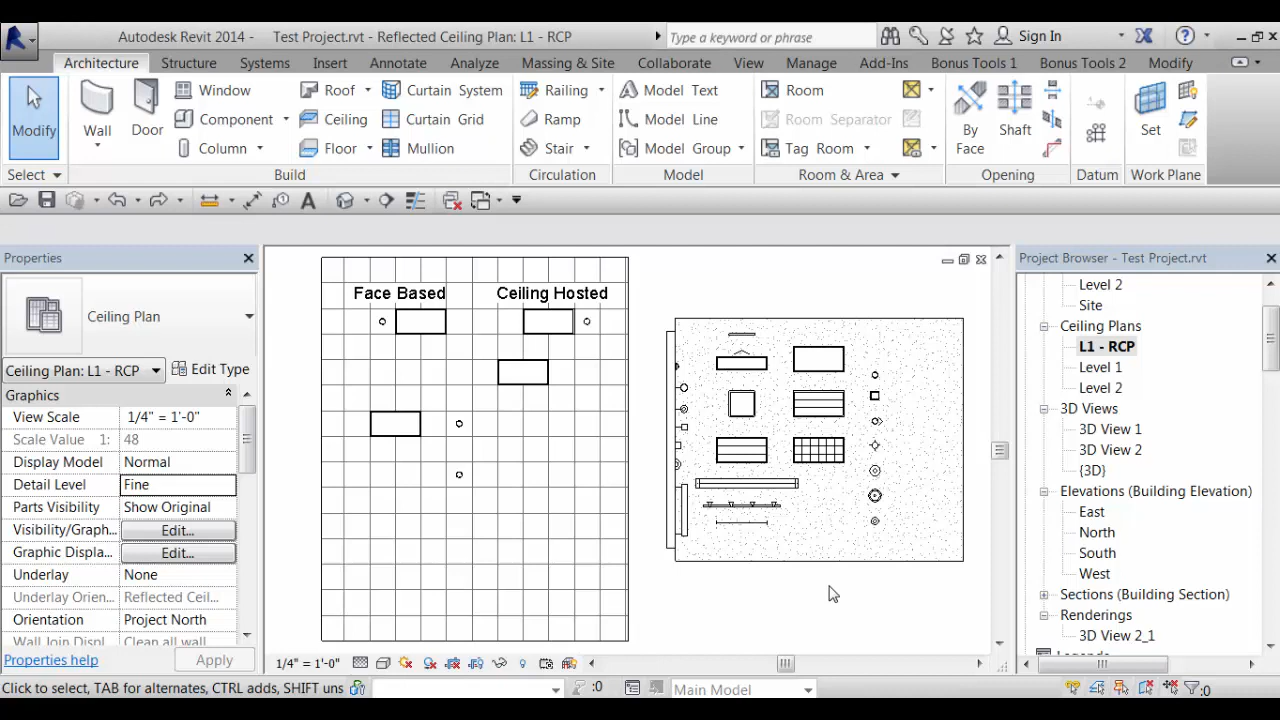 Autodesk Revit 2014 - Test Project.rvt - Reflected Ceiling Plan: L1 - RCP
Type a keyword or phrase
Sign In
Architecture Structure Systems Insert Annotate Analyze Massing & Site Collaborate View Manage Add-Ins Bonus Tools 1 Bonus Tools 2 Modify
Modify
Wall
Door
Window
Component
Column
Roof
Ceiling
Floor
Curtain System
Curtain Grid
Mullion
Railing
Ramp
Stair
Model Text
Model Line
Model Group
Room
Room Separator
Tag Room
By Face
Shaft
Set
Select Build Circulation Model Room & Area Opening Datum Work Plane
Properties
Ceiling Plan
Ceiling Plan: L1 - RCP
Edit Type
Graphics
View Scale 1/4" = 1'-0"
Scale Value 1: 48
Display Model Normal
Detail Level Fine
Parts Visibility Show Original
Visibility/Graph... Edit...
Graphic Displa... Edit...
Underlay None
Underlay Orien... Reflected Ceil...
Orientation Project North
Wall Join Displ... Clean all wall
Properties help
Apply
Face Based
Ceiling Hosted
Project Browser - Test Project.rvt
Level 2
Site
Ceiling Plans
L1 - RCP
Level 1
Level 2
3D Views
3D View 1
3D View 2
{3D}
Elevations (Building Elevation)
East
North
South
West
Sections (Building Section)
Renderings
3D View 2_1
1/4" = 1'-0"
Click to select, TAB for alternates, CTRL adds, SHIFT uns
:0
Main Model
:0